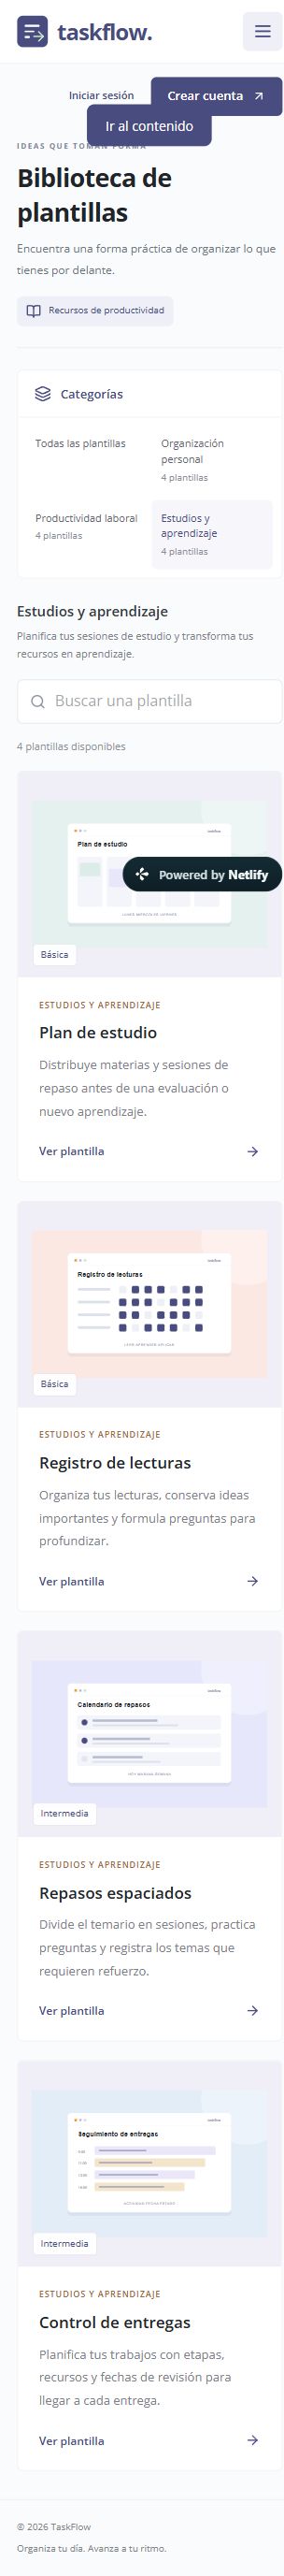 taskflow.
Iniciar sesión
Crear cuenta
Ir al contenido
IDEAS QUE TOMAN FORMA
Biblioteca de
plantillas
Encuentra una forma práctica de organizar lo que
tienes por delante.
Recursos de productividad
Categorías
Todas las plantillas
Organización
personal
4 plantillas
Productividad laboral
4 plantillas
Estudios y
aprendizaje
4 plantillas
Estudios y aprendizaje
Planifica tus sesiones de estudio y transforma tus
recursos en aprendizaje.
Buscar una plantilla
4 plantillas disponibles
taskflow
Plan de estudio
Powered by Netlify
Básica
ESTUDIOS Y APRENDIZAJE
Plan de estudio
Distribuye materias y sesiones de
repaso antes de una evaluación o
nuevo aprendizaje.
Ver plantilla
taskflow
Registro de lecturas
Básica
ESTUDIOS Y APRENDIZAJE
Registro de lecturas
Organiza tus lecturas, conserva ideas
importantes y formula preguntas para
profundizar.
Ver plantilla
taskflow
Calendario de repasos
Intermedia
ESTUDIOS Y APRENDIZAJE
Repasos espaciados
Divide el temario en sesiones, practica
preguntas y registra los temas que
requieren refuerzo.
Ver plantilla
taskflow
Seguimiento de entregas
Intermedia
ESTUDIOS Y APRENDIZAJE
Control de entregas
Planifica tus trabajos con etapas,
recursos y fechas de revisión para
llegar a cada entrega.
Ver plantilla
© 2026 TaskFlow
Organiza tu día. Avanza a tu ritmo.